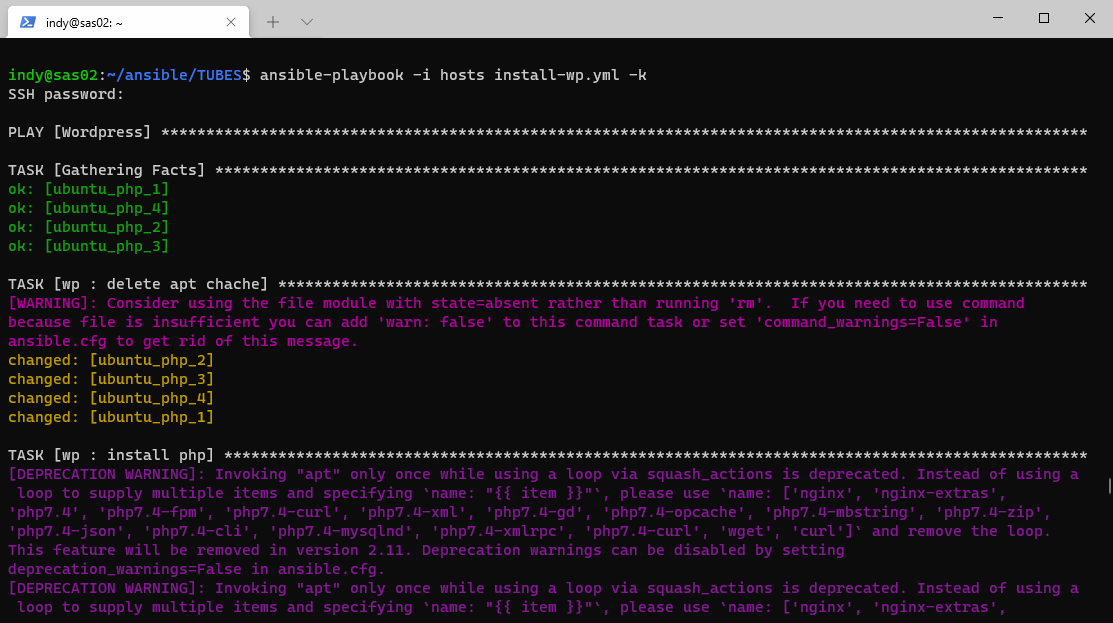 indy@sas02: ~
indy@sas02:~/ansible/TUBES$ ansible-playbook -i hosts install-wp.yml -k
SSH password:
PLAY [Wordpress] *******************************************************************************************************
TASK [Gathering Facts] *************************************************************************************************
ok: [ubuntu_php_1]
ok: [ubuntu_php_4]
ok: [ubuntu_php_2]
ok: [ubuntu_php_3]
TASK [wp : delete apt chache] ******************************************************************************************
[WARNING]: Consider using the file module with state=absent rather than running 'rm'.  If you need to use command
because file is insufficient you can add 'warn: false' to this command task or set 'command_warnings=False' in
ansible.cfg to get rid of this message.
changed: [ubuntu_php_2]
changed: [ubuntu_php_3]
changed: [ubuntu_php_4]
changed: [ubuntu_php_1]
TASK [wp : install php] ************************************************************************************************
[DEPRECATION WARNING]: Invoking "apt" only once while using a loop via squash_actions is deprecated. Instead of using a
 loop to supply multiple items and specifying `name: "{{ item }}"`, please use `name: ['nginx', 'nginx-extras',
'php7.4', 'php7.4-fpm', 'php7.4-curl', 'php7.4-xml', 'php7.4-gd', 'php7.4-opcache', 'php7.4-mbstring', 'php7.4-zip',
'php7.4-json', 'php7.4-cli', 'php7.4-mysqlnd', 'php7.4-xmlrpc', 'php7.4-curl', 'wget', 'curl']` and remove the loop.
This feature will be removed in version 2.11. Deprecation warnings can be disabled by setting
deprecation_warnings=False in ansible.cfg.
[DEPRECATION WARNING]: Invoking "apt" only once while using a loop via squash_actions is deprecated. Instead of using a
 loop to supply multiple items and specifying `name: "{{ item }}"`, please use `name: ['nginx', 'nginx-extras',